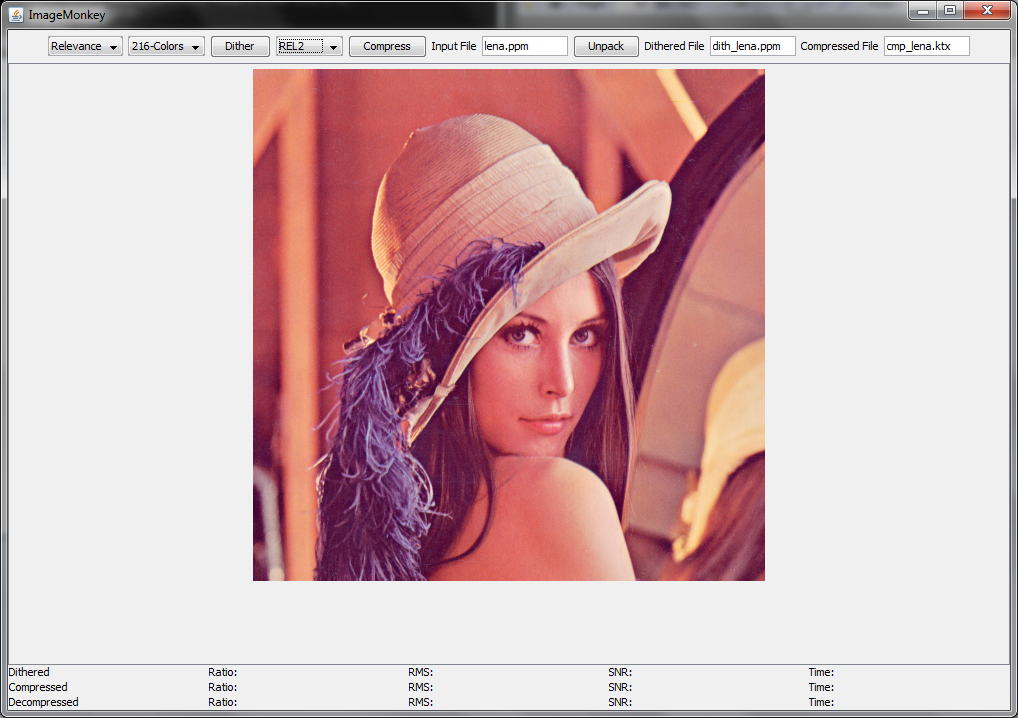 ImageMonkey
Relevance 216-Colors Dither REL2 Compress Input File lena.ppm Unpack Dithered File dith_lena.ppm Compressed File cmp_lena.ktx
Dithered Ratio: RMS: SNR: Time:
Compressed Ratio: RMS: SNR: Time:
Decompressed Ratio: RMS: SNR: Time: